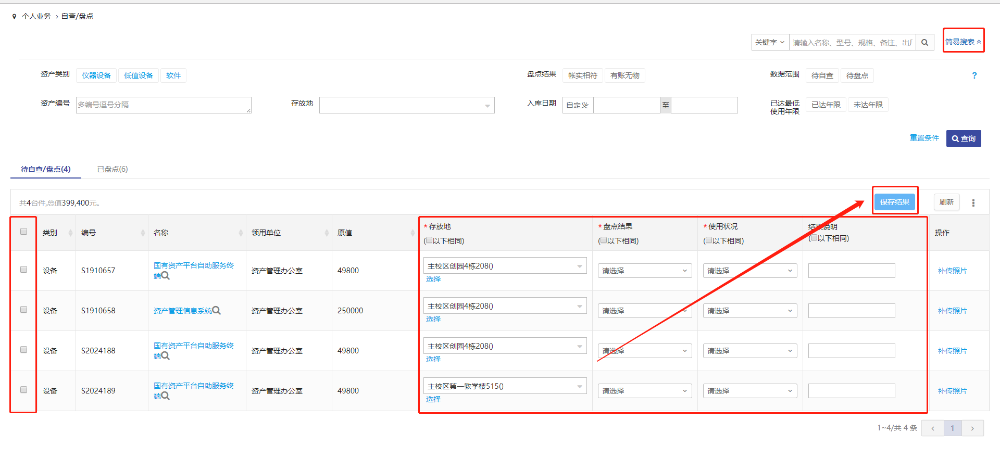 个人业务 › 自查/盘点
关键字 请输入名称、型号、规格、备注、出厂 简易搜索
资产类别 仪器设备 低值设备 软件 盘点结果 帐实相符 有账无物 数据范围 待自查 待盘点 ?
资产编号 多编号逗号分隔 存放地 入库日期 自定义 至 已达最低 已达年限 未达年限
使用年限
重置条件 查询
待自查/盘点(4) 已盘点(6)
共4台件,总值399,400元。 保存结果 刷新
类别 编号 名称 领用单位 原值 *存放地 *盘点结果 *使用状况 结果说明 操作
(以下相同) (以下相同) (以下相同) (以下相同)
设备 S1910657 国有资产平台自助服务终端 资产管理办公室 49800 主校区创园4栋208() 请选择 请选择 补传照片
选择
设备 S1910658 资产管理信息系统 资产管理办公室 250000 主校区创园4栋208() 请选择 请选择 补传照片
选择
设备 S2024188 国有资产平台自助服务终端 资产管理办公室 49800 主校区创园4栋208() 请选择 请选择 补传照片
选择
设备 S2024189 国有资产平台自助服务终端 资产管理办公室 49800 主校区第一教学楼515() 请选择 请选择 补传照片
选择
1~4/共 4 条 ‹ 1 ›